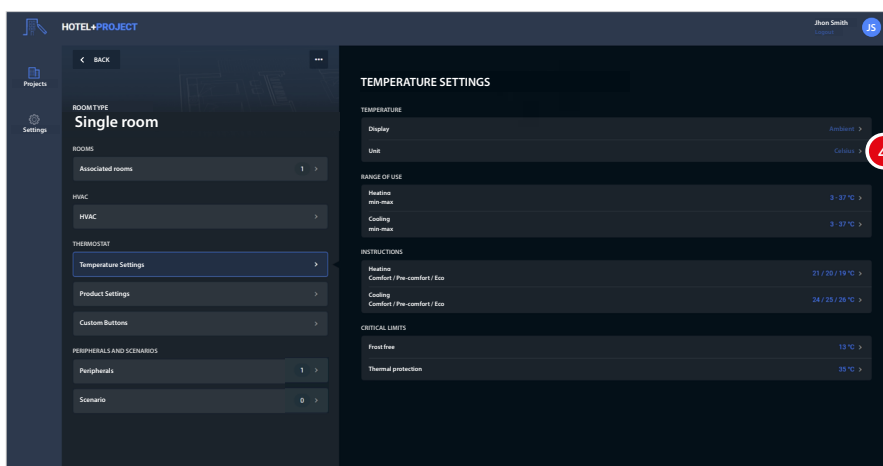 HOTEL+PROJECT
Jhon Smith
Logout
JS
Projects
Settings
BACK
ROOM TYPE
Single room
ROOMS
Associated rooms 1
HVAC
HVAC
THERMOSTAT
Temperature Settings
Product Settings
Custom Buttons
PERIPHERALS AND SCENARIOS
Peripherals 1
Scenario 0
TEMPERATURE SETTINGS
TEMPERATURE
Display Ambient
Unit Celsius
RANGE OF USE
Heatino
min-max 3 - 37 °C
Cooling
min-max 3 - 37 °C
INSTRUCTIONS
Heatino
Comfort / Pre-comfort / Eco 21 / 20 / 19 °C
Cooling
Comfort / Pre-comfort / Eco 24 / 25 / 26 °C
CRITICAL LIMITS
Frost free 13 °C
Thermal protection 35 °C